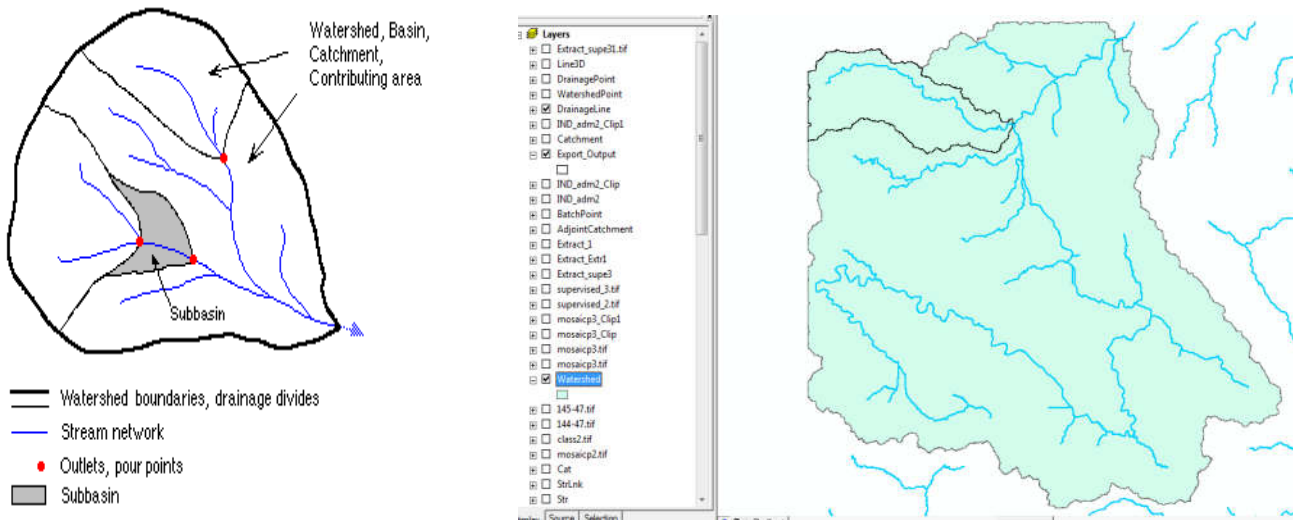 Watershed, Basin,
Catchment,
Contributing area
Subbasin
Watershed boundaries, drainage divides
Stream network
Outlets, pour points
Subbasin
Layers
Extract_supe31.tif
Line3D
DrainagePoint
WatershedPoint
DrainageLine
IND_adm2_Clip1
Catchment
Export_Output
IND_adm2_Clip
IND_adm2
BatchPoint
AdjointCatchment
Extract_1
Extract_Extr1
Extract_supe3
supervised_3.tif
supervised_2.tif
mosaicp3_Clip1
mosaicp3_Clip
mosaicp3.tif
mosaicp3.tif
Watershed
145-47.tif
144-47.tif
class2.tif
mosaicp2.tif
Cat
StrLnk
Str
Source
Selection